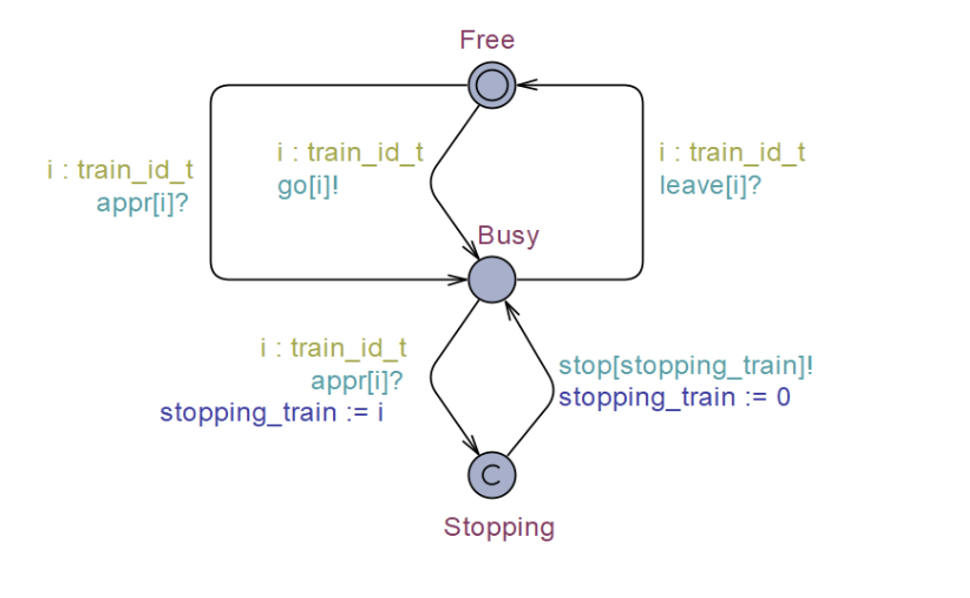 Free
i : train_id_t
appr[i]?
i : train_id_t
go[i]!
i : train_id_t
leave[i]?
Busy
i : train_id_t
appr[i]?
stopping_train := i
stop[stopping_train]!
stopping_train := 0
C
Stopping